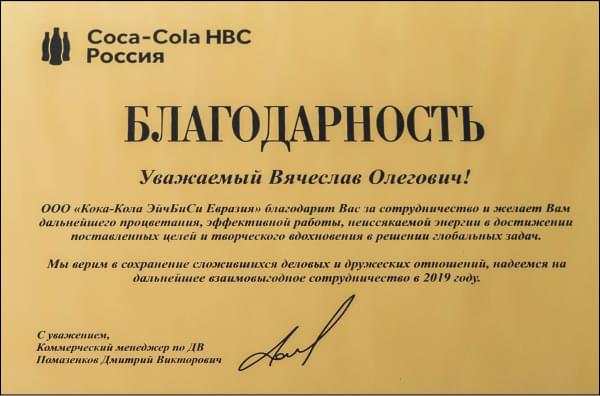 Coca-Cola HBC
Россия
БЛАГОДАРНОСТЬ
Уважаемый Вячеслав Олегович!
ООО «Кока-Кола ЭйчБиСи Евразия» благодарит Вас за сотрудничество и желает Вам
дальнейшего процветания, эффективной работы, неиссякаемой энергии в достижении
поставленных целей и творческого вдохновения в решении глобальных задач.
Мы верим в сохранение сложившихся деловых и дружеских отношений, надеемся на
дальнейшее взаимовыгодное сотрудничество в 2019 году.
С уважением,
Коммерческий менеджер по ДВ
Помазенков Дмитрий Викторович